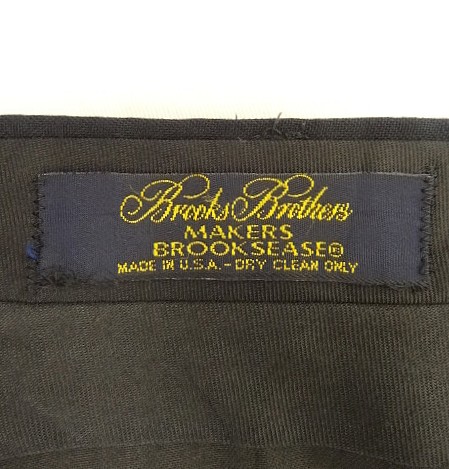 Brooks Brothers
MAKERS
BROOKSEASE®
MADE IN U.S.A. - DRY CLEAN ONLY